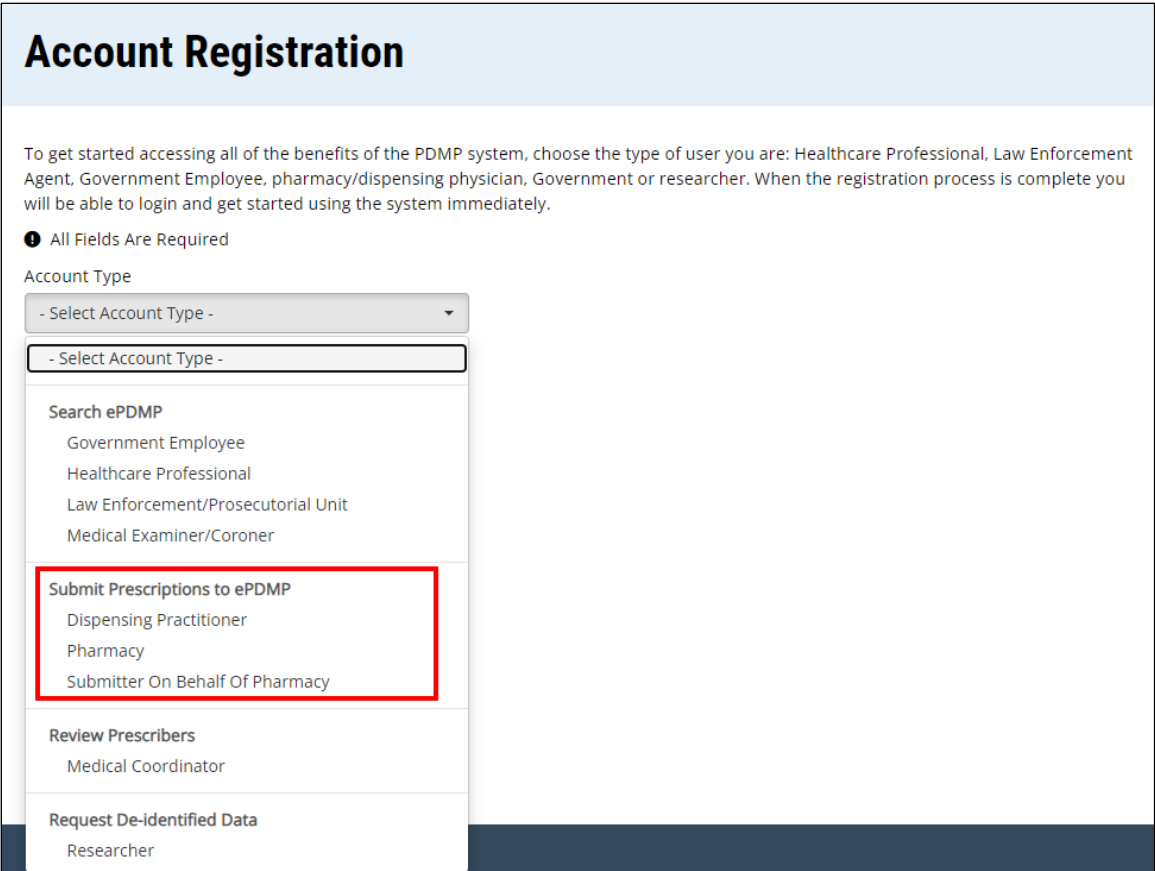 Account Registration
To get started accessing all of the benefits of the PDMP system, choose the type of user you are: Healthcare Professional, Law Enforcement
Agent, Government Employee, pharmacy/dispensing physician, Government or researcher. When the registration process is complete you
will be able to login and get started using the system immediately.
All Fields Are Required
Account Type
- Select Account Type -
- Select Account Type -
Search ePDMP
Government Employee
Healthcare Professional
Law Enforcement/Prosecutorial Unit
Medical Examiner/Coroner
Submit Prescriptions to ePDMP
Dispensing Practitioner
Pharmacy
Submitter On Behalf Of Pharmacy
Review Prescribers
Medical Coordinator
Request De-identified Data
Researcher